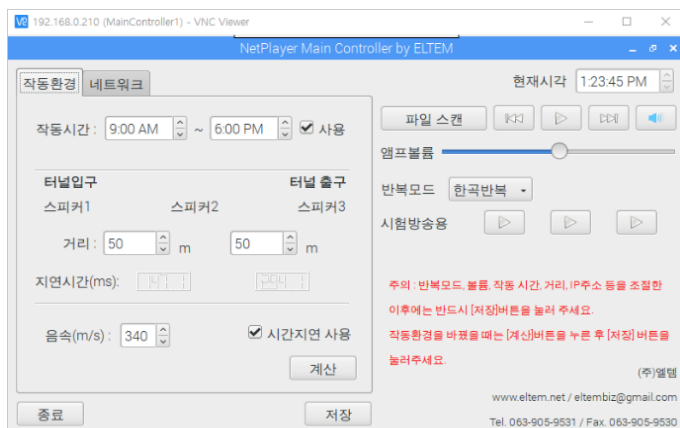 192.168.0.210 (MainController1) - VNC Viewer
NetPlayer Main Controller by ELTEM
작동환경 네트워크
현재시각 1:23:45 PM
작동시간 : 9:00 AM ~ 6:00 PM 사용
파일 스캔
앰프볼륨
터널입구 터널 출구
스피커1 스피커2 스피커3
반복모드 한곡반복
거리 : 50 m 50 m
시험방송용
지연시간(ms):
음속(m/s) : 340 시간지연 사용
계산
주의 : 반복모드, 볼륨, 작동 시간, 거리, IP주소 등을 조절한
이후에는 반드시 [저장]버튼을 눌러 주세요.
작동환경을 바꿨을 때는 [계산]버튼을 누른 후 [저장] 버튼을
눌러주세요.
(주)엘템
www.eltem.net / eltembiz@gmail.com
종료 저장
Tel. 063-905-9531 / Fax. 063-905-9530